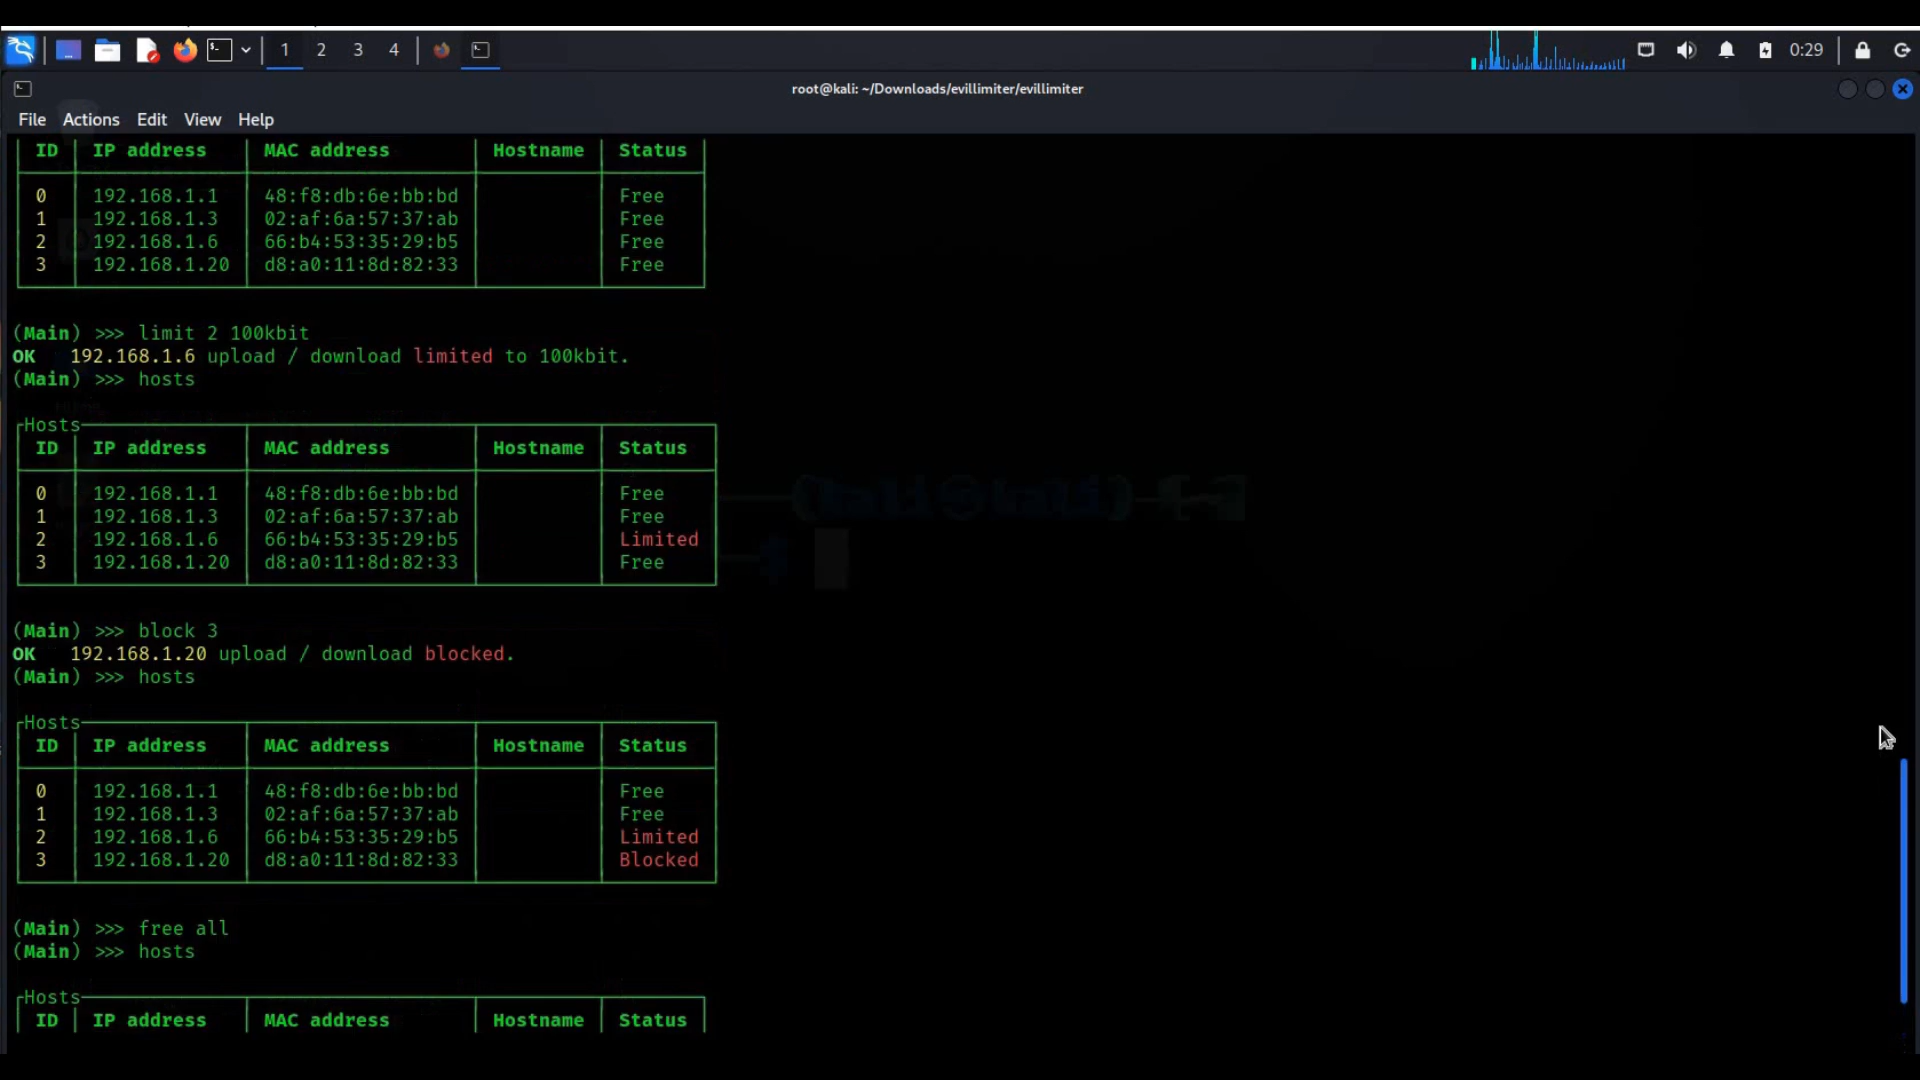 1 2 3 4 0:29
root@kali: ~/Downloads/evillimiter/evillimiter
File Actions Edit View Help
ID IP address MAC address Hostname Status
0 192.168.1.1 48:f8:db:6e:bb:bd Free
1 192.168.1.3 02:af:6a:57:37:ab Free
2 192.168.1.6 66:b4:53:35:29:b5 Free
3 192.168.1.20 d8:a0:11:8d:82:33 Free
(Main) >>> limit 2 100kbit
OK 192.168.1.6 upload / download limited to 100kbit.
(Main) >>> hosts
Hosts
ID IP address MAC address Hostname Status
0 192.168.1.1 48:f8:db:6e:bb:bd Free
1 192.168.1.3 02:af:6a:57:37:ab Free
2 192.168.1.6 66:b4:53:35:29:b5 Limited
3 192.168.1.20 d8:a0:11:8d:82:33 Free
(Main) >>> block 3
OK 192.168.1.20 upload / download blocked.
(Main) >>> hosts
Hosts
ID IP address MAC address Hostname Status
0 192.168.1.1 48:f8:db:6e:bb:bd Free
1 192.168.1.3 02:af:6a:57:37:ab Free
2 192.168.1.6 66:b4:53:35:29:b5 Limited
3 192.168.1.20 d8:a0:11:8d:82:33 Blocked
(Main) >>> free all
(Main) >>> hosts
Hosts
ID IP address MAC address Hostname Status